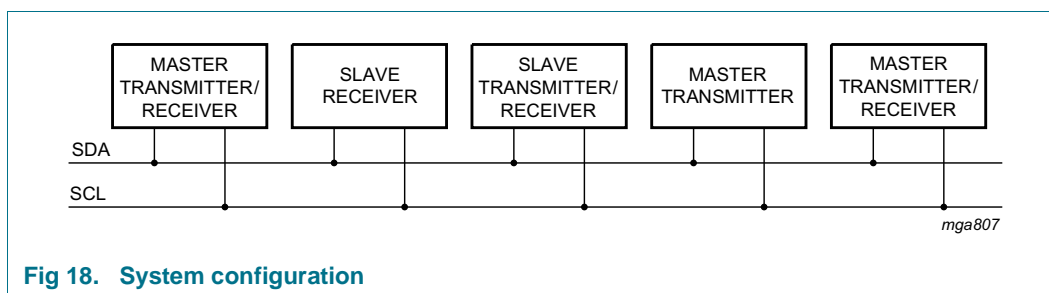 MASTER
TRANSMITTER/
RECEIVER
SLAVE
RECEIVER
SLAVE
TRANSMITTER/
RECEIVER
MASTER
TRANSMITTER
MASTER
TRANSMITTER/
RECEIVER
SDA
SCL
mga807
Fig 18. System configuration